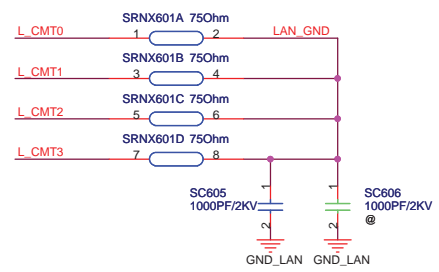 SRNX601A 75Ohm
L_CMT0 1 2 LAN_GND
SRNX601B 75Ohm
L_CMT1 3 4
SRNX601C 75Ohm
L_CMT2 5 6
SRNX601D 75Ohm
L_CMT3 7 8
1 1
SC605 SC606
1000PF/2KV 1000PF/2KV
@
2 2
GND_LAN GND_LAN